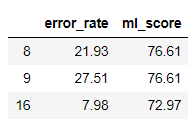 error_rate ml_score
8 21.93 76.61
9 27.51 76.61
16 7.98 72.97